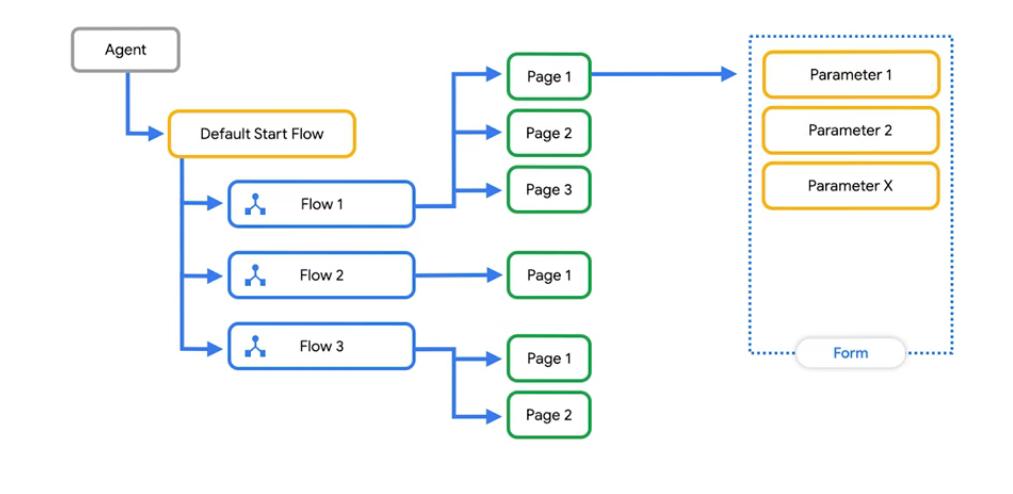 Agent
Default Start Flow
Flow 1
Page 1
Page 2
Page 3
Parameter 1
Parameter 2
Parameter X
Form
Flow 2
Page 1
Flow 3
Page 1
Page 2